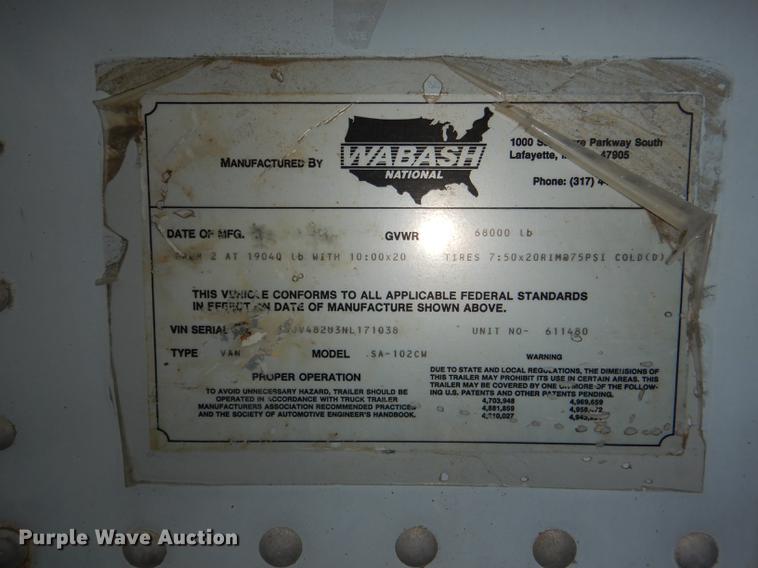 1000 Parkway South
MANUFACTURED BY WABASH Lafayette, 47905
NATIONAL
Phone: (317)
DATE OF MFG. GVWR 68000 lb
2 AT 19040 lb WITH 10:00x20 TIRES 7:50x20RIM@75PSI COLD(D)
THIS VEHICLE CONFORMS TO ALL APPLICABLE FEDERAL STANDARDS
IN EFFECT ON DATE OF MANUFACTURE SHOWN ABOVE.
VIN SERIAL UNIT NO- 611480
TYPE VAN MODEL SA-102CW
WARNING
PROPER OPERATION
TO AVOID UNNECESSARY HAZARD, TRAILER SHOULD BE
OPERATED IN ACCORDANCE WITH TRUCK TRAILER
MANUFACTURERS ASSOCIATION RECOMMENDED PRACTICES
AND THE SOCIETY OF AUTOMOTIVE ENGINEER'S HANDBOOK.
DUE TO STATE AND LOCAL REGULATIONS, THE DIMENSIONS OF
THIS TRAILER MAY PROHIBIT ITS USE IN CERTAIN AREAS. THIS
TRAILER MAY BE COVERED BY ONE OR MORE OF THE FOLLOW-
ING U.S. PATENTS AND OTHER PATENTS PENDING.
4,703,948 4,969,659
4,881,859
Purple Wave Auction